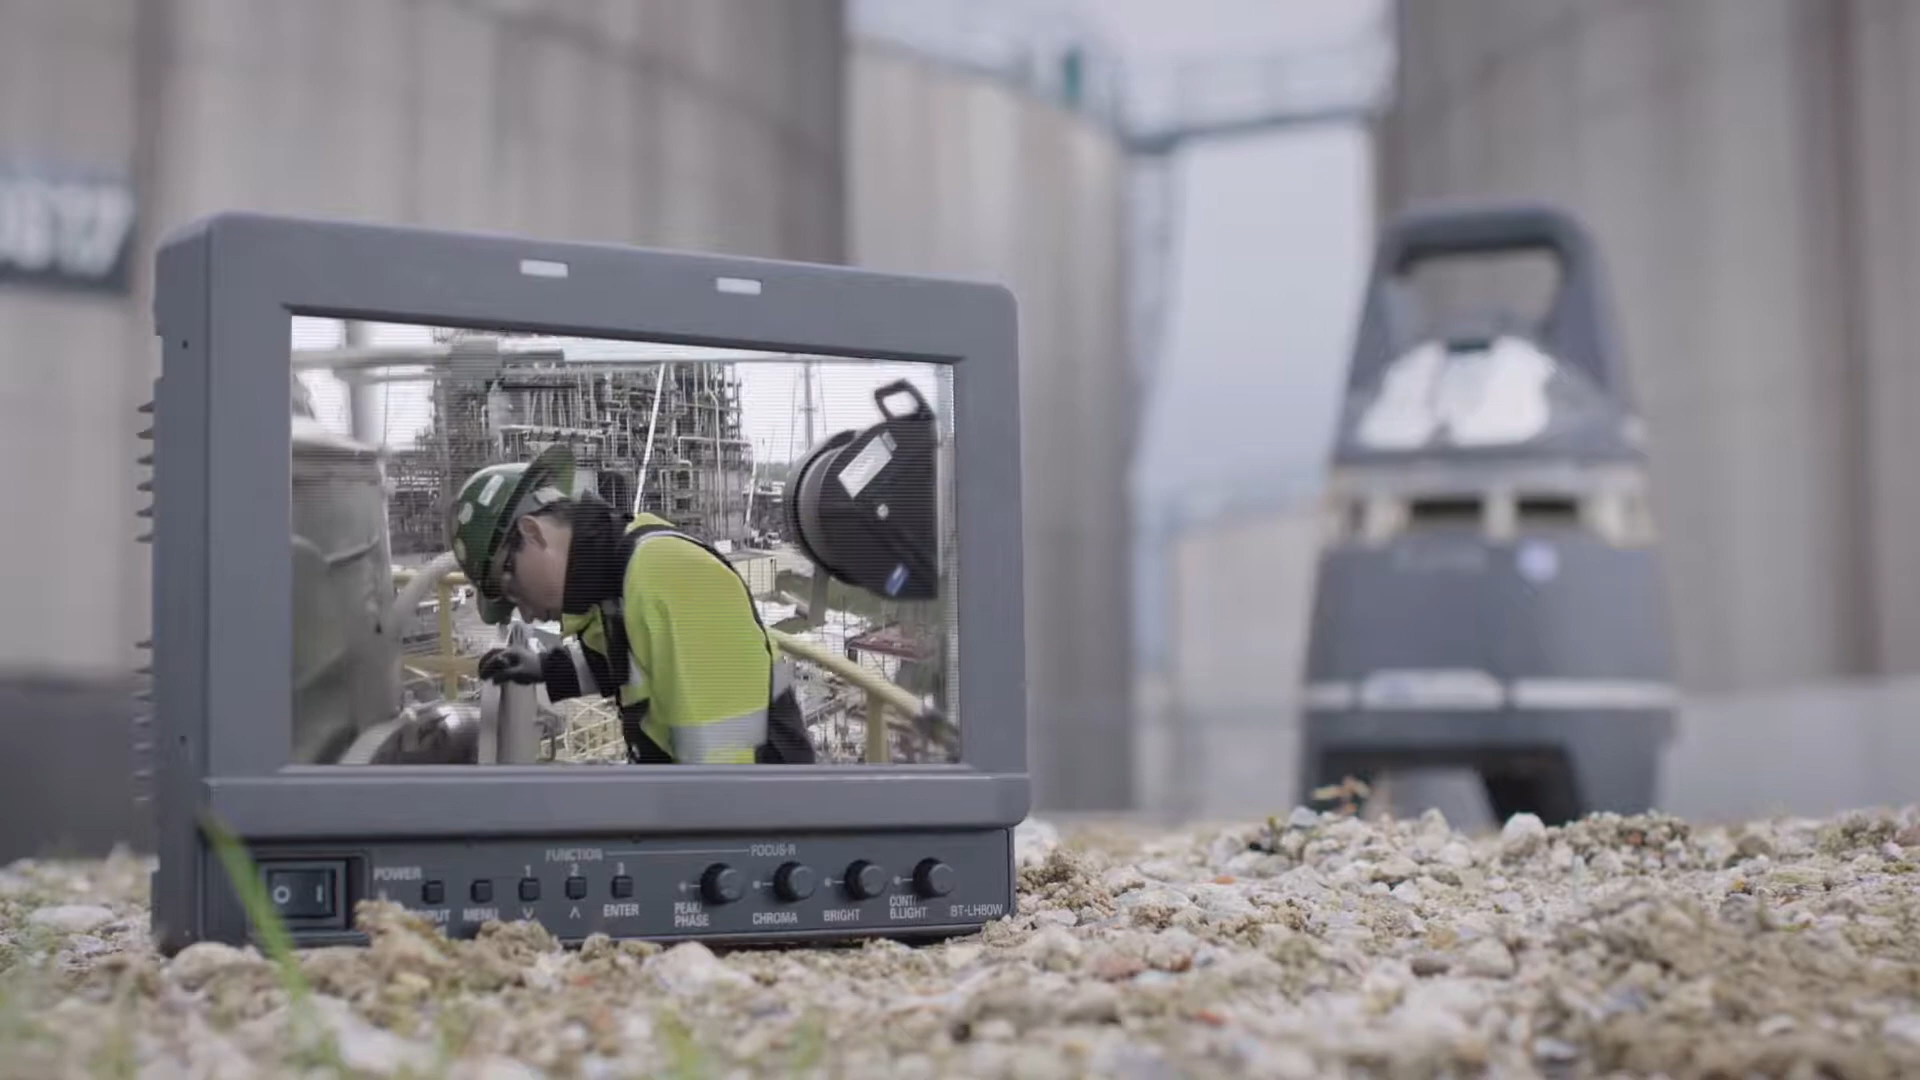 FUNCTION
FOCUS-R
POWER
1
2
3
MENU
ENTER
PEAK/
PHASE
CHROMA
BRIGHT
CONT/
B.LIGHT
BT-LH80W